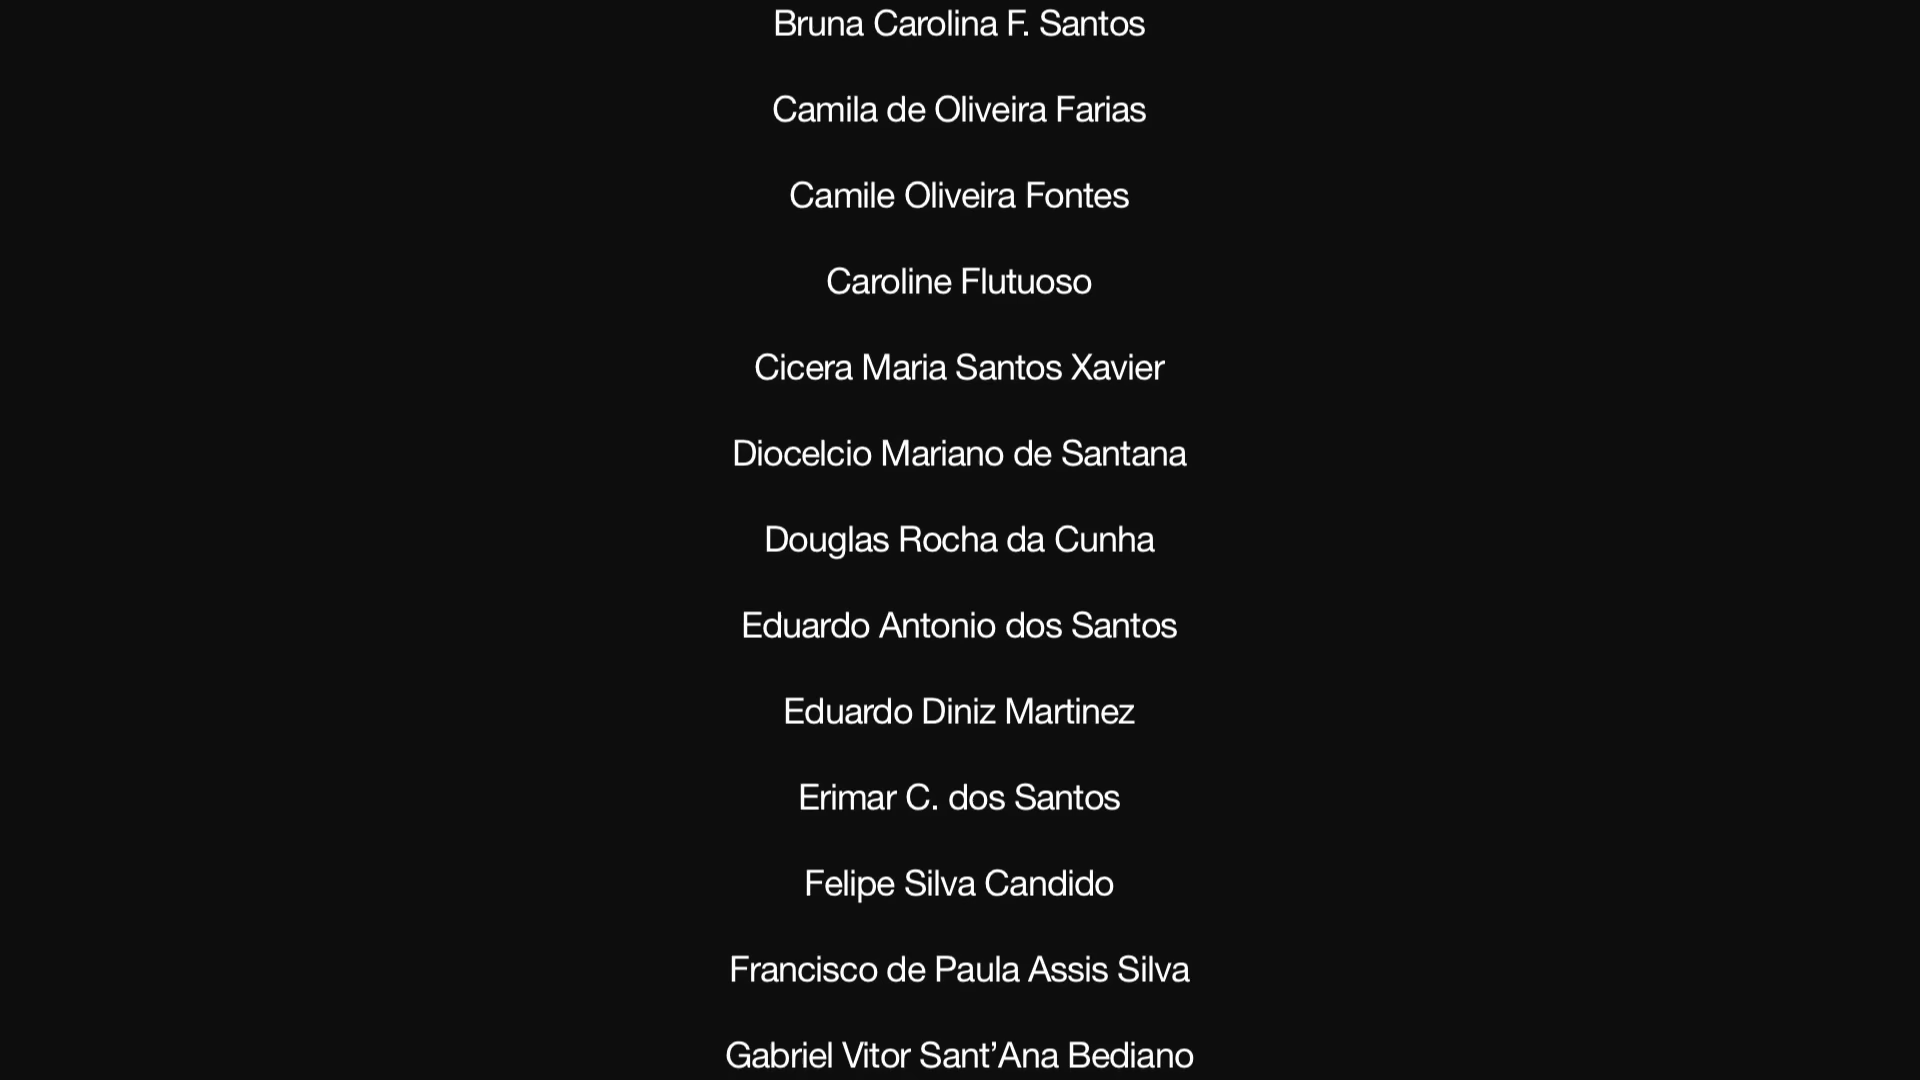 Bruna Carolina F. Santos
Camila de Oliveira Farias
Camile Oliveira Fontes
Caroline Flutuoso
Cicera Maria Santos Xavier
Diocelcio Mariano de Santana
Douglas Rocha da Cunha
Eduardo Antonio dos Santos
Eduardo Diniz Martinez
Erimar C. dos Santos
Felipe Silva Candido
Francisco de Paula Assis Silva
Gabriel Vitor Sant’Ana Bediano